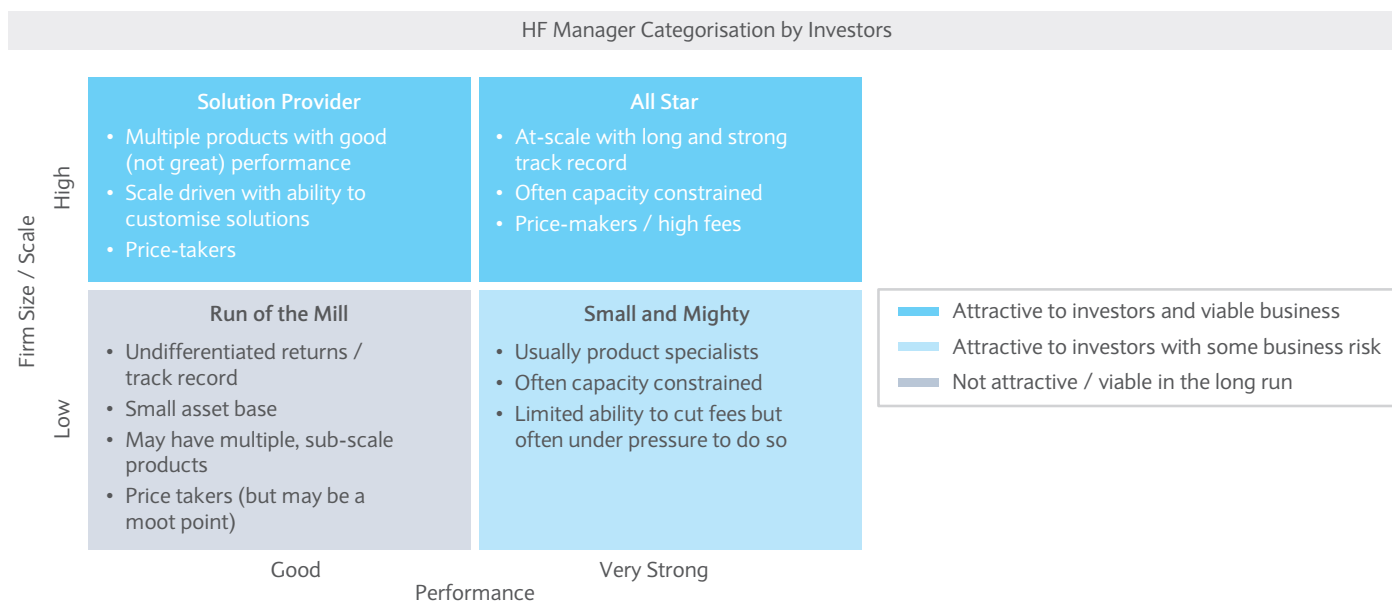 HF Manager Categorisation by Investors
Firm Size / Scale
High
Low
Solution Provider
• Multiple products with good
(not great) performance
• Scale driven with ability to
customise solutions
• Price-takers
All Star
• At-scale with long and strong
track record
• Often capacity constrained
• Price-makers / high fees
Run of the Mill
• Undifferentiated returns /
track record
• Small asset base
• May have multiple, sub-scale
products
• Price takers (but may be a
moot point)
Small and Mighty
• Usually product specialists
• Often capacity constrained
• Limited ability to cut fees but
often under pressure to do so
Attractive to investors and viable business
Attractive to investors with some business risk
Not attractive / viable in the long run
Good
Very Strong
Performance